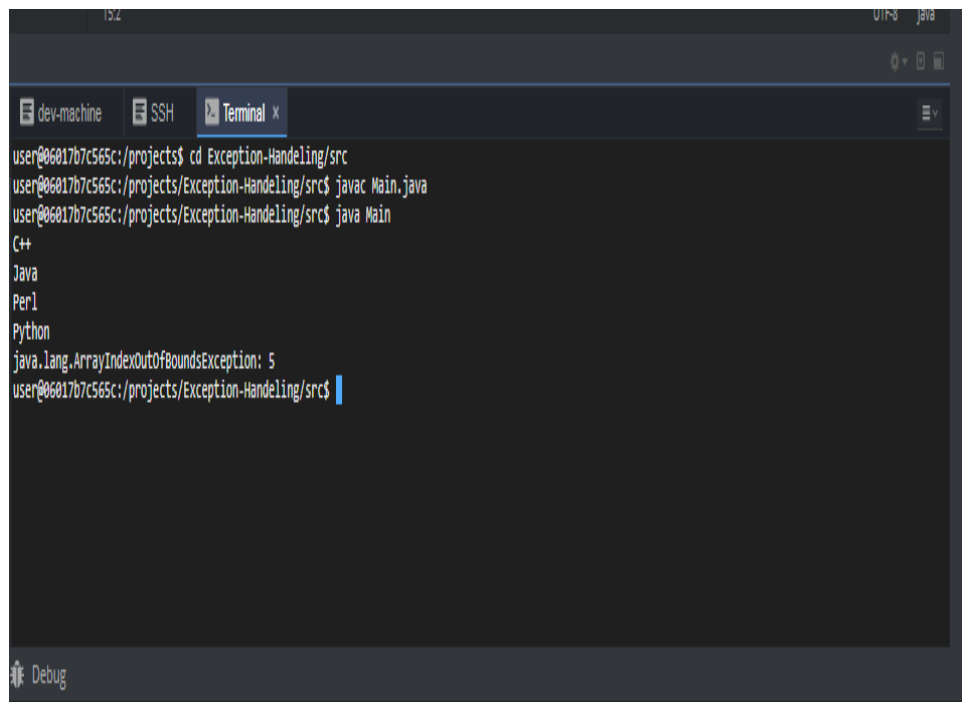 15:2 UTF-8 java
dev-machine SSH Terminal ×
user@06017b7c565c:/projects$ cd Exception-Handeling/src
user@06017b7c565c:/projects/Exception-Handeling/src$ javac Main.java
user@06017b7c565c:/projects/Exception-Handeling/src$ java Main
C++
Java
Perl
Python
java.lang.ArrayIndexOutOfBoundsException: 5
user@06017b7c565c:/projects/Exception-Handeling/src$
Debug